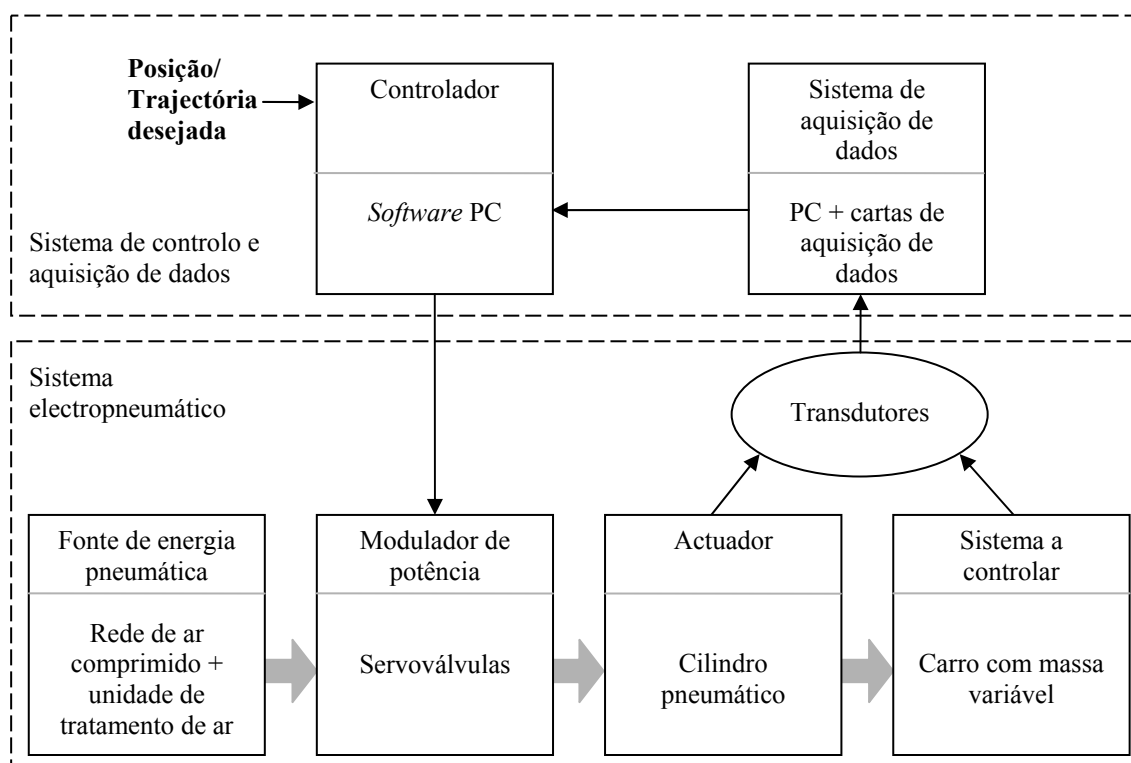 Posição/
Trajectória
desejada
Controlador
Software PC
Sistema de
aquisição de
dados
PC + cartas de
aquisição de
dados
Sistema de controlo e
aquisição de dados
Sistema
electropneumático
Transdutores
Fonte de energia
pneumática
Rede de ar
comprimido +
unidade de
tratamento de ar
Modulador de
potência
Servoválvulas
Actuador
Cilindro
pneumático
Sistema a
controlar
Carro com massa
variável